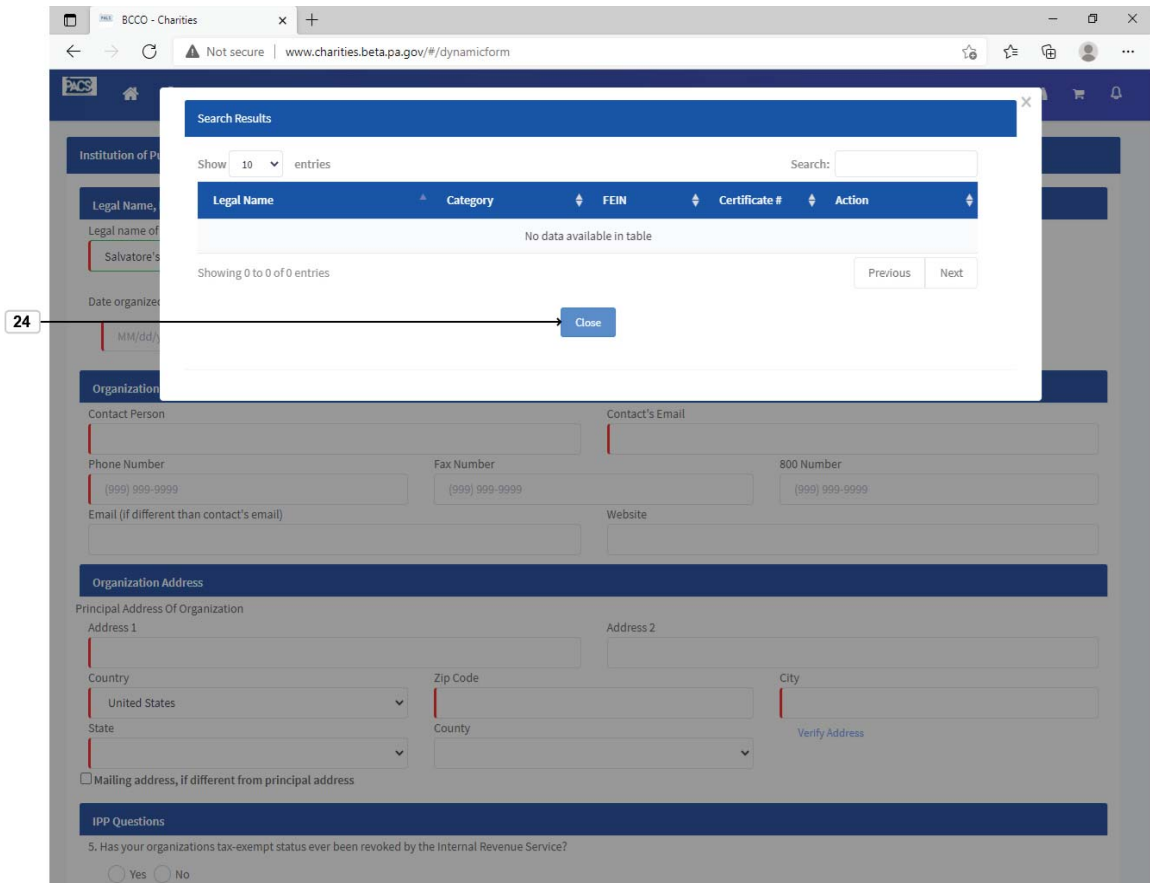 PACS BCCO - Charities
Not secure | www.charities.beta.pa.gov/#/dynamicform
PACS
Search Results
Institution of
Show 10 entries Search:
Legal Name Category FEIN Certificate # Action
Legal Name,
Legal name of
No data available in table
Salvatore's
Showing 0 to 0 of 0 entries Previous Next
Date organized
24 Close
MM/dd/
Organization
Contact Person Contact's Email
Phone Number Fax Number 800 Number
(999) 999-9999 (999) 999-9999 (999) 999-9999
Email (if different than contact's email) Website
Organization Address
Principal Address Of Organization
Address 1 Address 2
Country Zip Code City
United States
State County Verify Address
Mailing address, if different from principal address
IPP Questions
5. Has your organizations tax-exempt status ever been revoked by the Internal Revenue Service?
Yes No